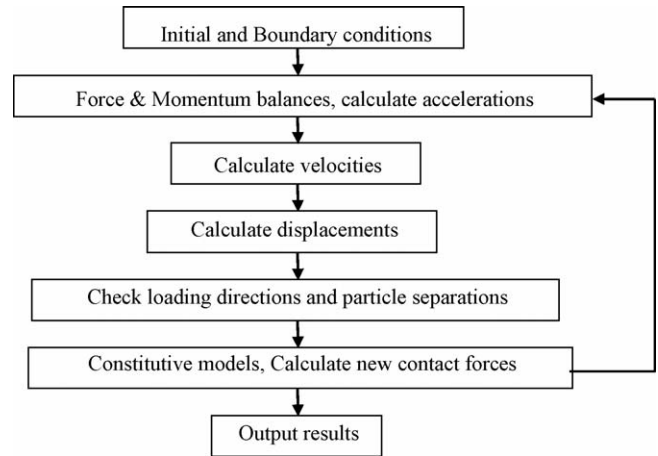 Initial and Boundary conditions
Force & Momentum balances, calculate accelerations
Calculate velocities
Calculate displacements
Check loading directions and particle separations
Constitutive models, Calculate new contact forces
Output results